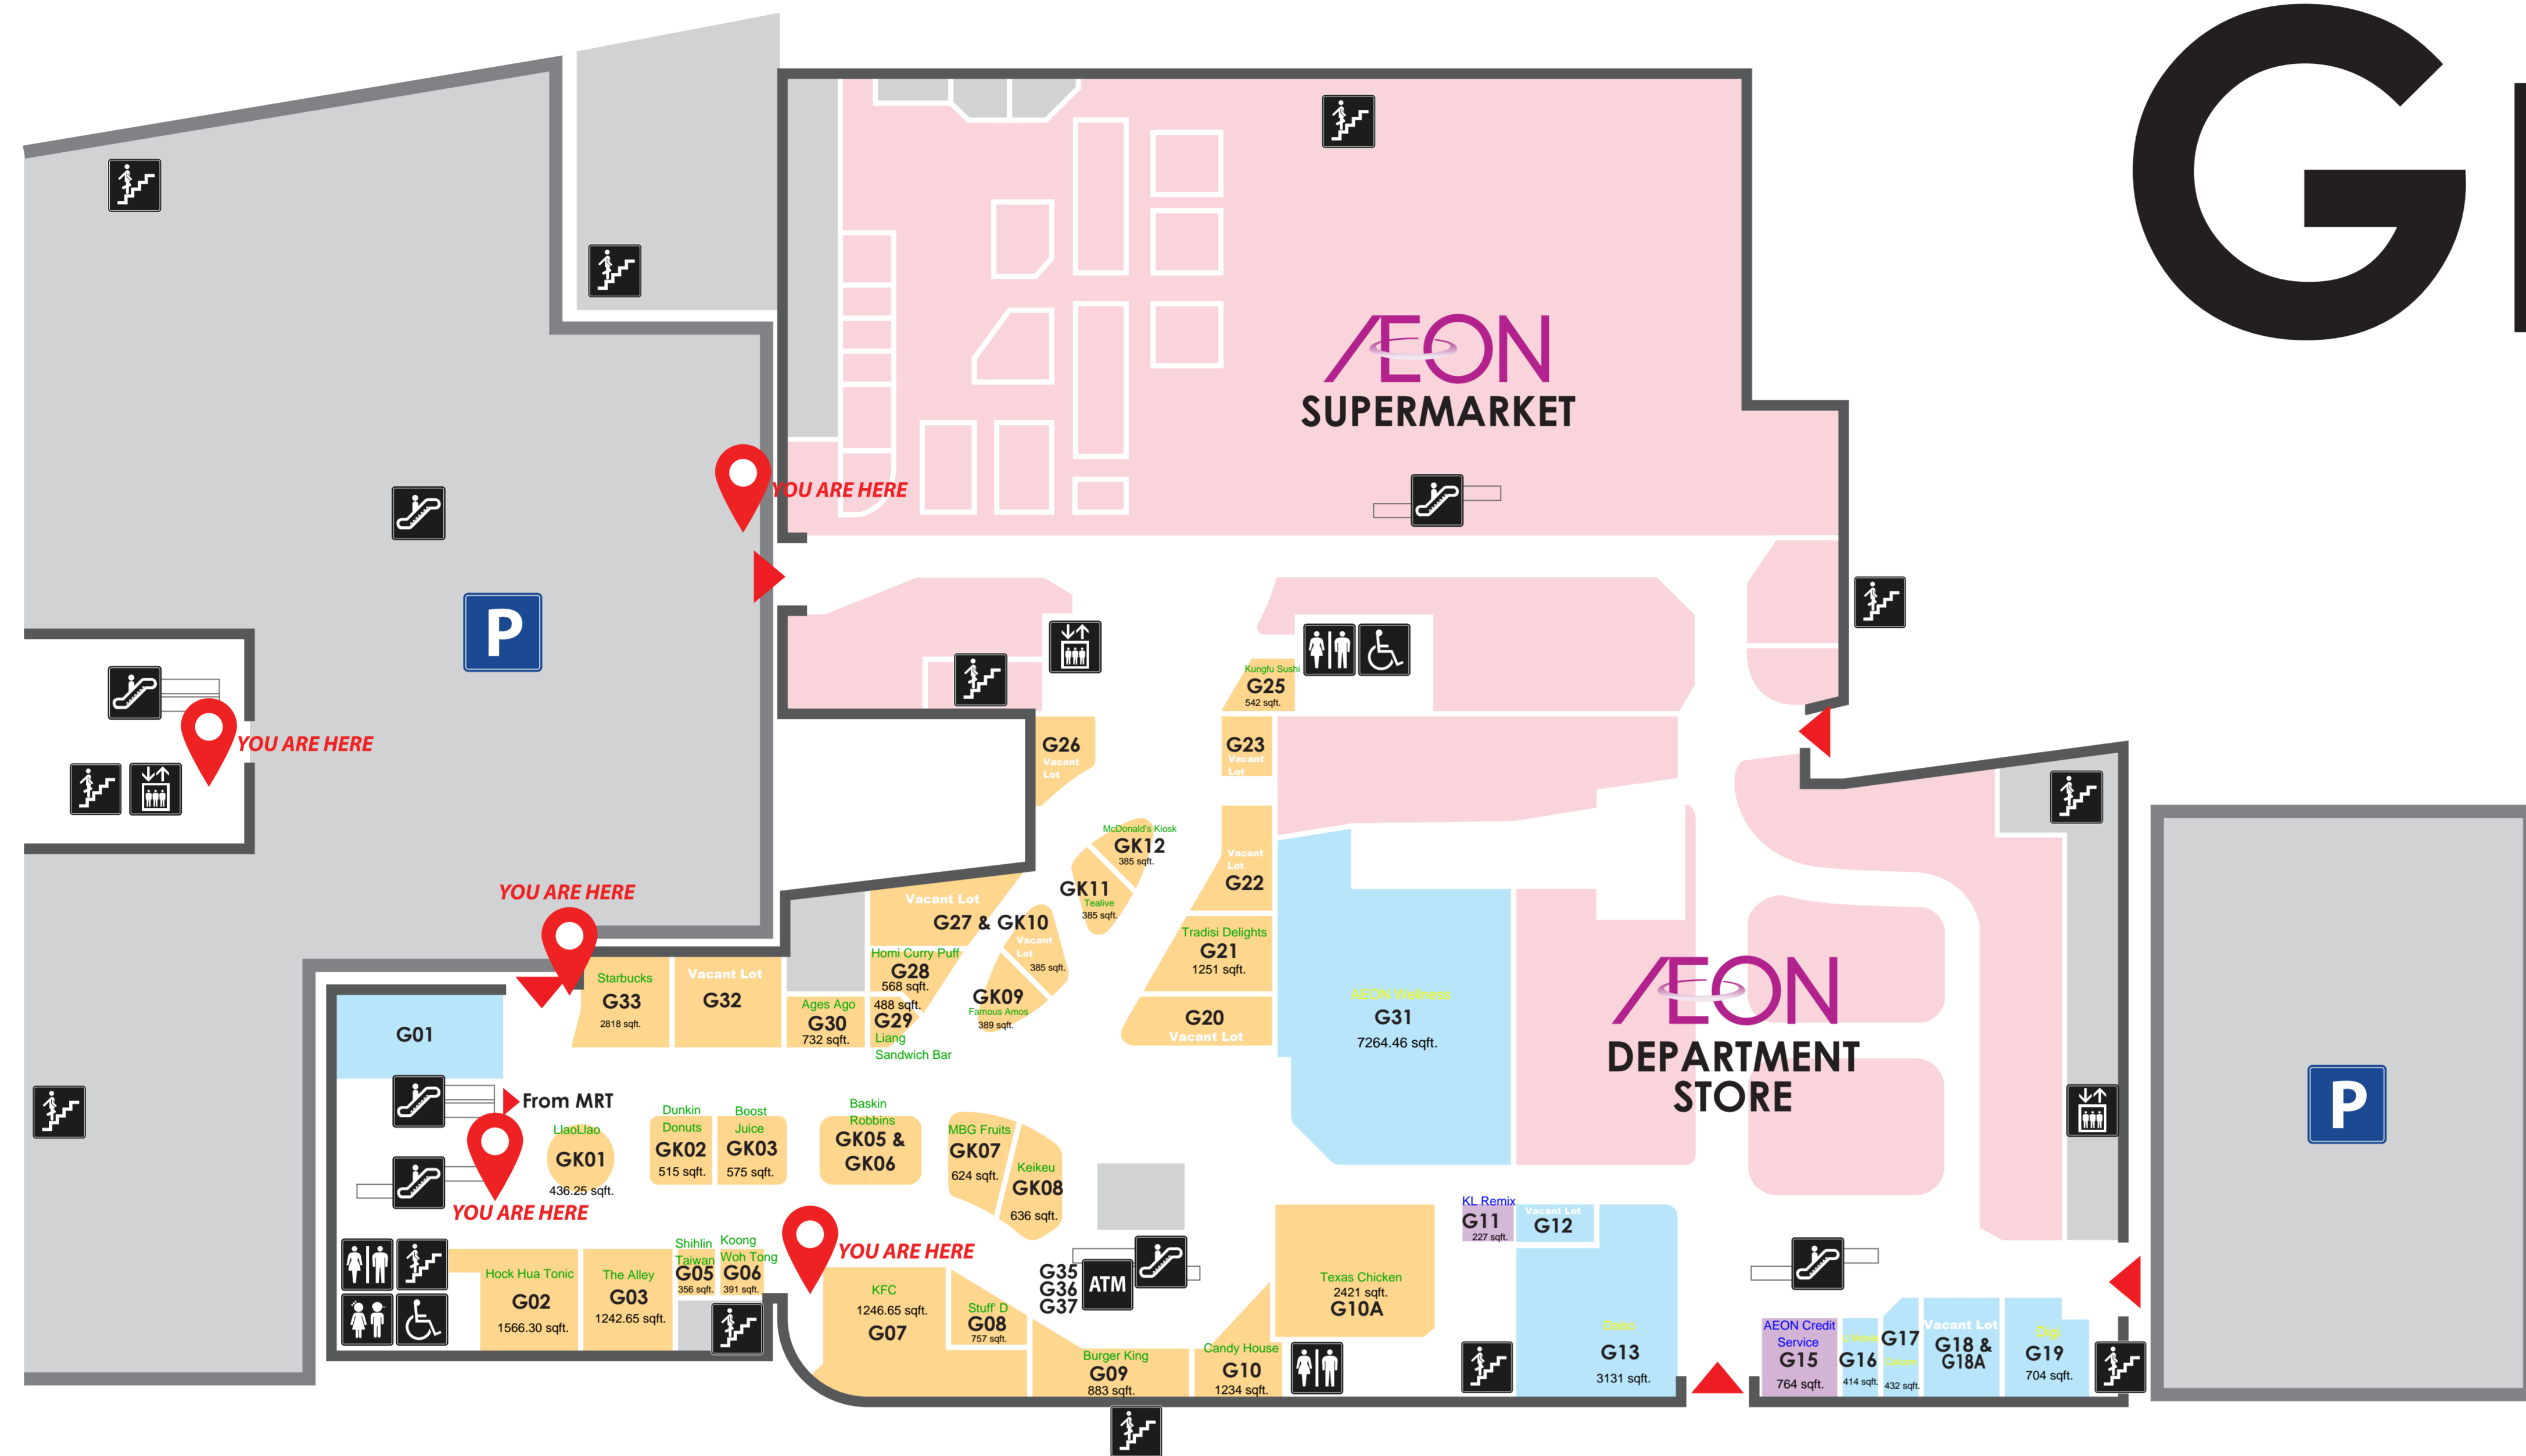 G
ÆON
SUPERMARKET
YOU ARE HERE
P
YOU ARE HERE
Kungfu Sushi
G25
542 sqft.
G26
Vacant
Lot
G23
Vacant
Lot
McDonald's Kiosk
GK12
385 sqft.
GK11
Tealive
385 sqft.
Vacant
Lot
G22
YOU ARE HERE
Vacant Lot
G27 & GK10
Vacant
Lot
385 sqft.
Homi Curry Puff
G28
568 sqft.
Tradisi Delights
G21
1251 sqft.
Starbucks
G33
2818 sqft.
Vacant Lot
G32
Ages Ago
G30
732 sqft.
488 sqft.
G29
Liang
Sandwich Bar
GK09
Famous Amos
389 sqft.
G20
Vacant Lot
AEON Wellness
G31
7264.46 sqft.
ÆON
DEPARTMENT
STORE
P
G01
From MRT
LlaoLlao
GK01
436.25 sqft.
YOU ARE HERE
Dunkin
Donuts
GK02
515 sqft.
Boost
Juice
GK03
575 sqft.
Baskin
Robbins
GK05 &
GK06
MBG Fruits
GK07
624 sqft.
Keikeu
GK08
636 sqft.
KL Remix
G11
227 sqft.
Vacant Lot
G12
Hock Hua Tonic
G02
1566.30 sqft.
The Alley
G03
1242.65 sqft.
Shihlin
Taiwan
G05
356 sqft.
Koong
Woh Tong
G06
391 sqft.
YOU ARE HERE
KFC
1246.65 sqft.
G07
Stuff' D
G08
757 sqft.
G35
G36
G37
ATM
Burger King
G09
883 sqft.
Candy House
G10
1234 sqft.
Texas Chicken
2421 sqft.
G10A
G13
3131 sqft.
AEON Credit
Service
G15
764 sqft.
G16
414 sqft.
G17
432 sqft.
Vacant Lot
G18 &
G18A
Digi
G19
704 sqft.